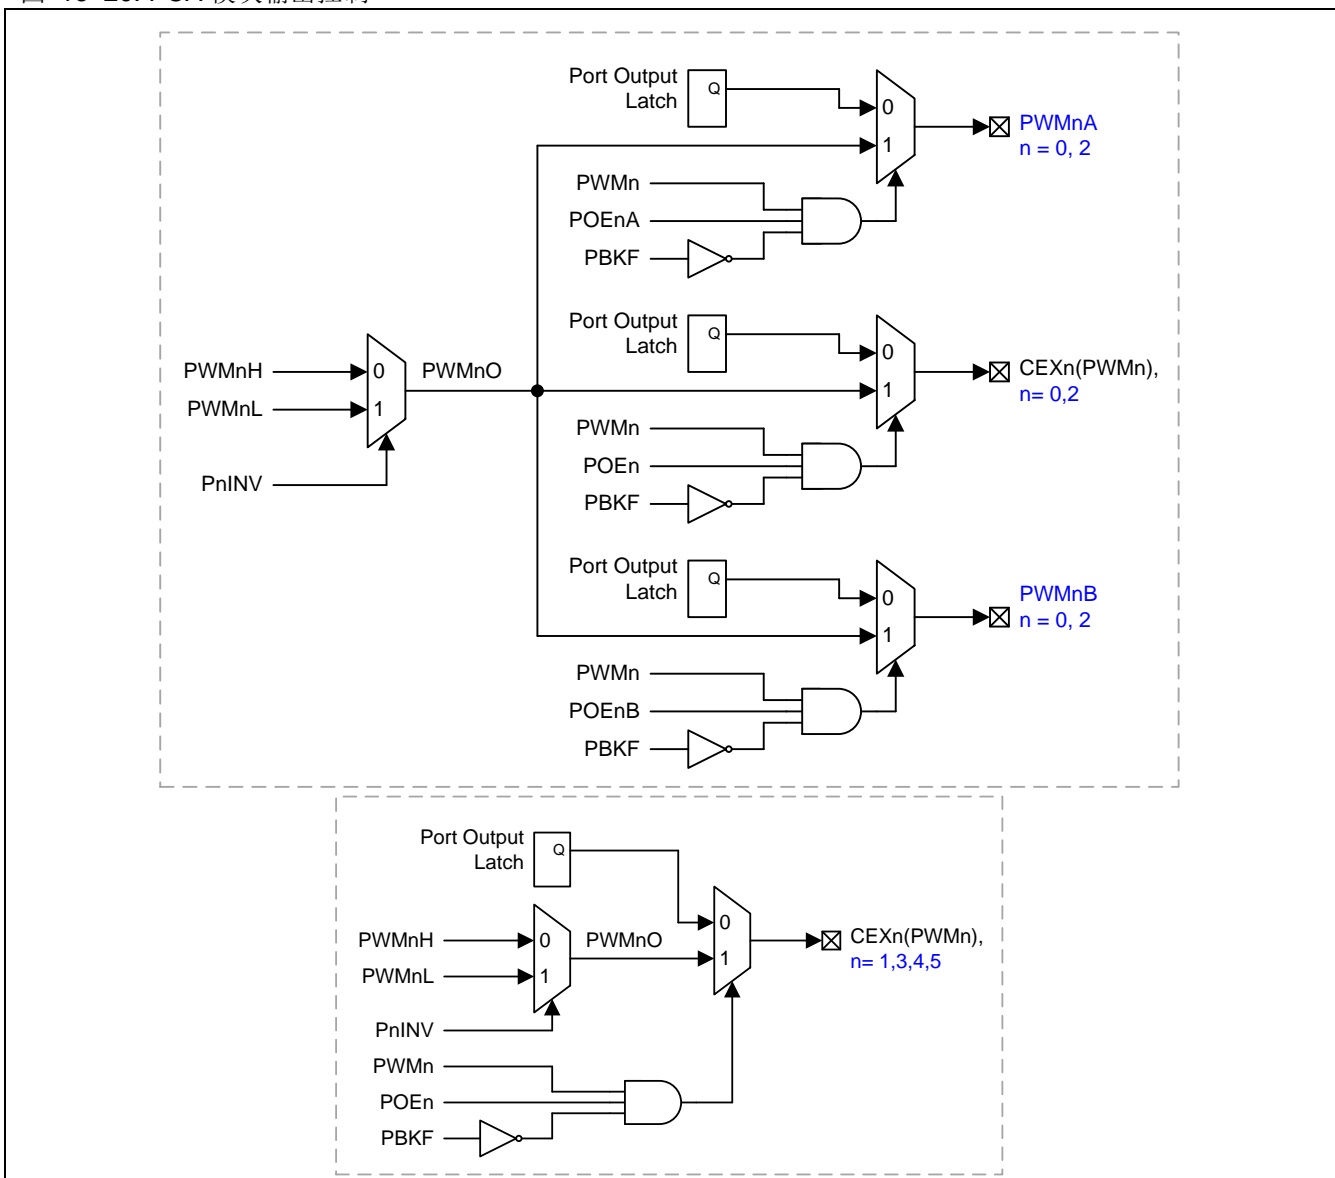 Port Output
Latch
Q
0
1
PWMnA
n = 0, 2
PWMn
POEnA
PBKF
Port Output
Latch
Q
0
1
CEXn(PWMn),
n= 0,2
PWMnH
PWMnL
0
1
PWMnO
PnINV
PWMn
POEn
PBKF
Port Output
Latch
Q
0
1
PWMnB
n = 0, 2
PWMn
POEnB
PBKF
Port Output
Latch
Q
0
1
PWMnH
PWMnL
0
1
PWMnO
CEXn(PWMn),
n= 1,3,4,5
PnINV
PWMn
POEn
PBKF